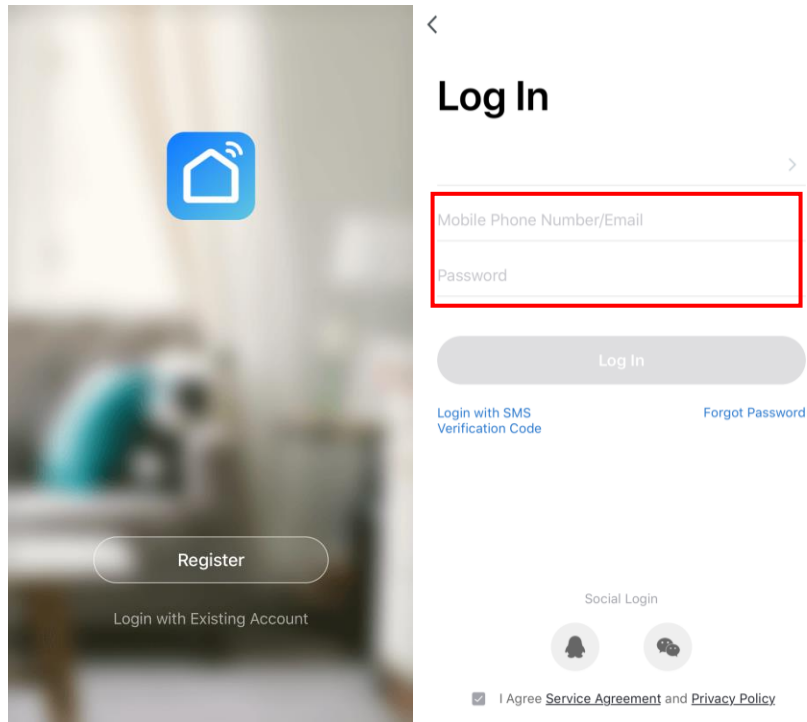 Register
Login with Existing Account
Log In
Mobile Phone Number/Email
Password
Log In
Login with SMS
Verification Code
Forgot Password
Social Login
I Agree Service Agreement and Privacy Policy